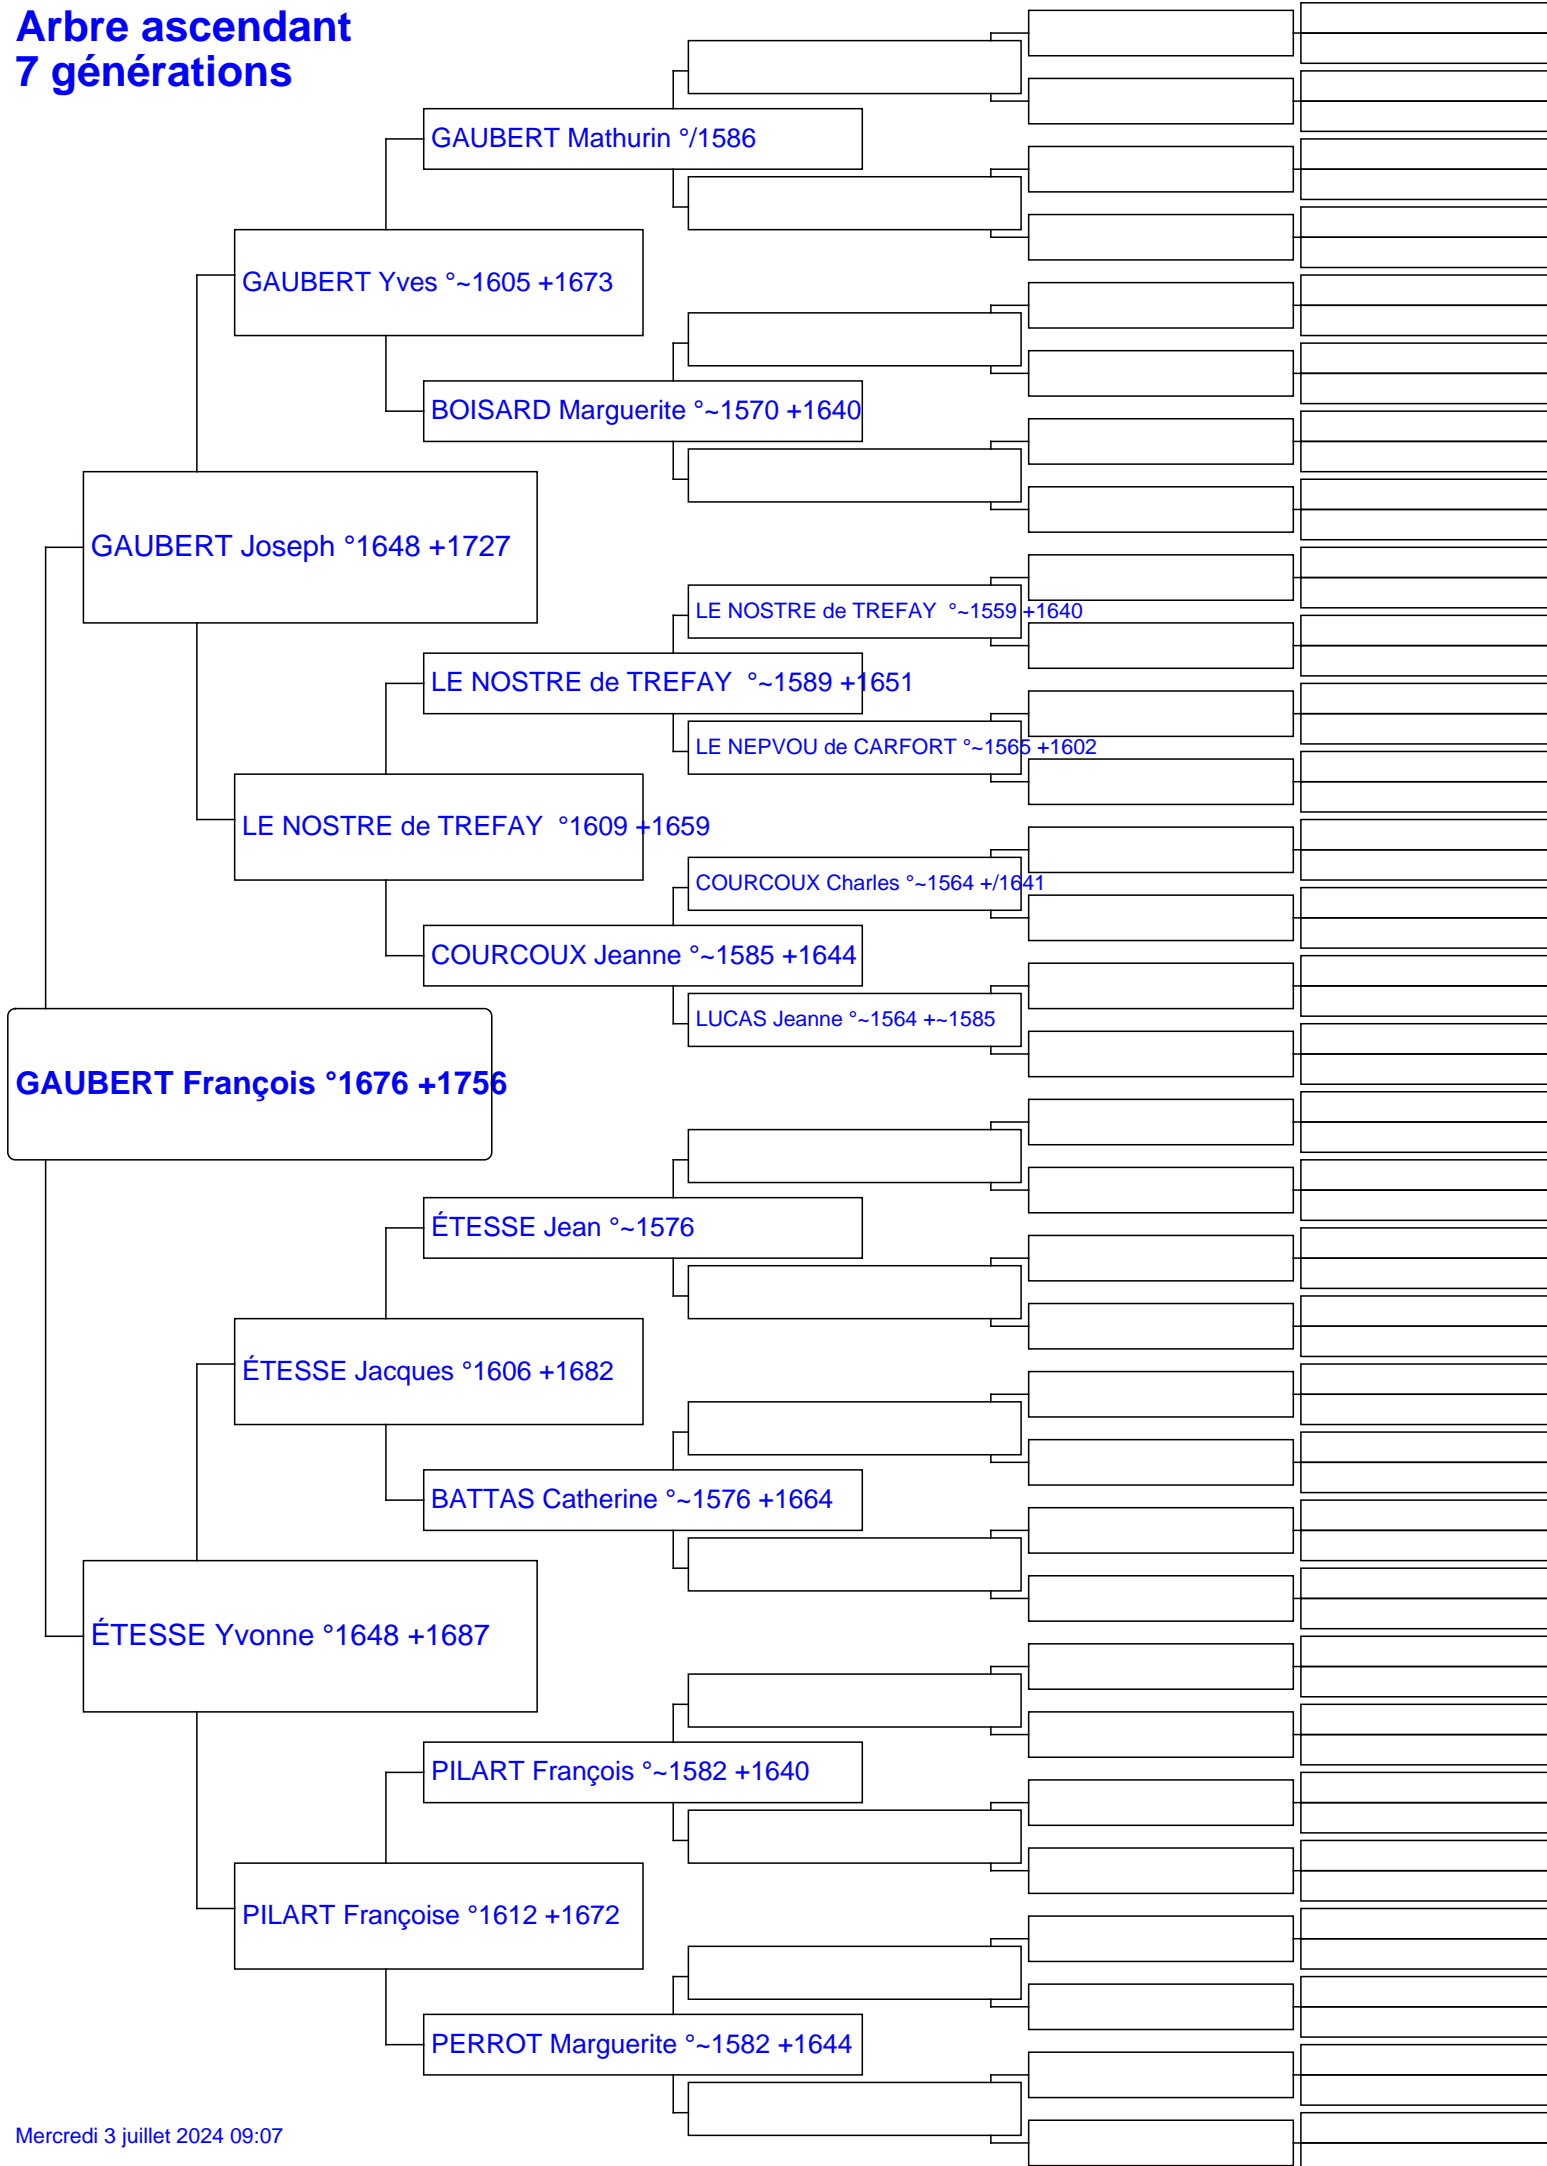 Arbre ascendant
7 générations
GAUBERT Mathurin °/1586
GAUBERT Yves °~1605 +1673
BOISARD Marguerite °~1570 +1640
GAUBERT Joseph °1648 +1727
LE NOSTRE de TREFAY  °~1559 +1640
LE NOSTRE de TREFAY  °~1589 +1651
LE NEPVOU de CARFORT °~1565 +1602
LE NOSTRE de TREFAY  °1609 +1659
COURCOUX Charles °~1564 +/1641
COURCOUX Jeanne °~1585 +1644
LUCAS Jeanne °~1564 +~1585
GAUBERT François °1676 +1756
ÉTESSE Jean °~1576
ÉTESSE Jacques °1606 +1682
BATTAS Catherine °~1576 +1664
ÉTESSE Yvonne °1648 +1687
PILART François °~1582 +1640
PILART Françoise °1612 +1672
PERROT Marguerite °~1582 +1644
Mercredi 3 juillet 2024 09:07